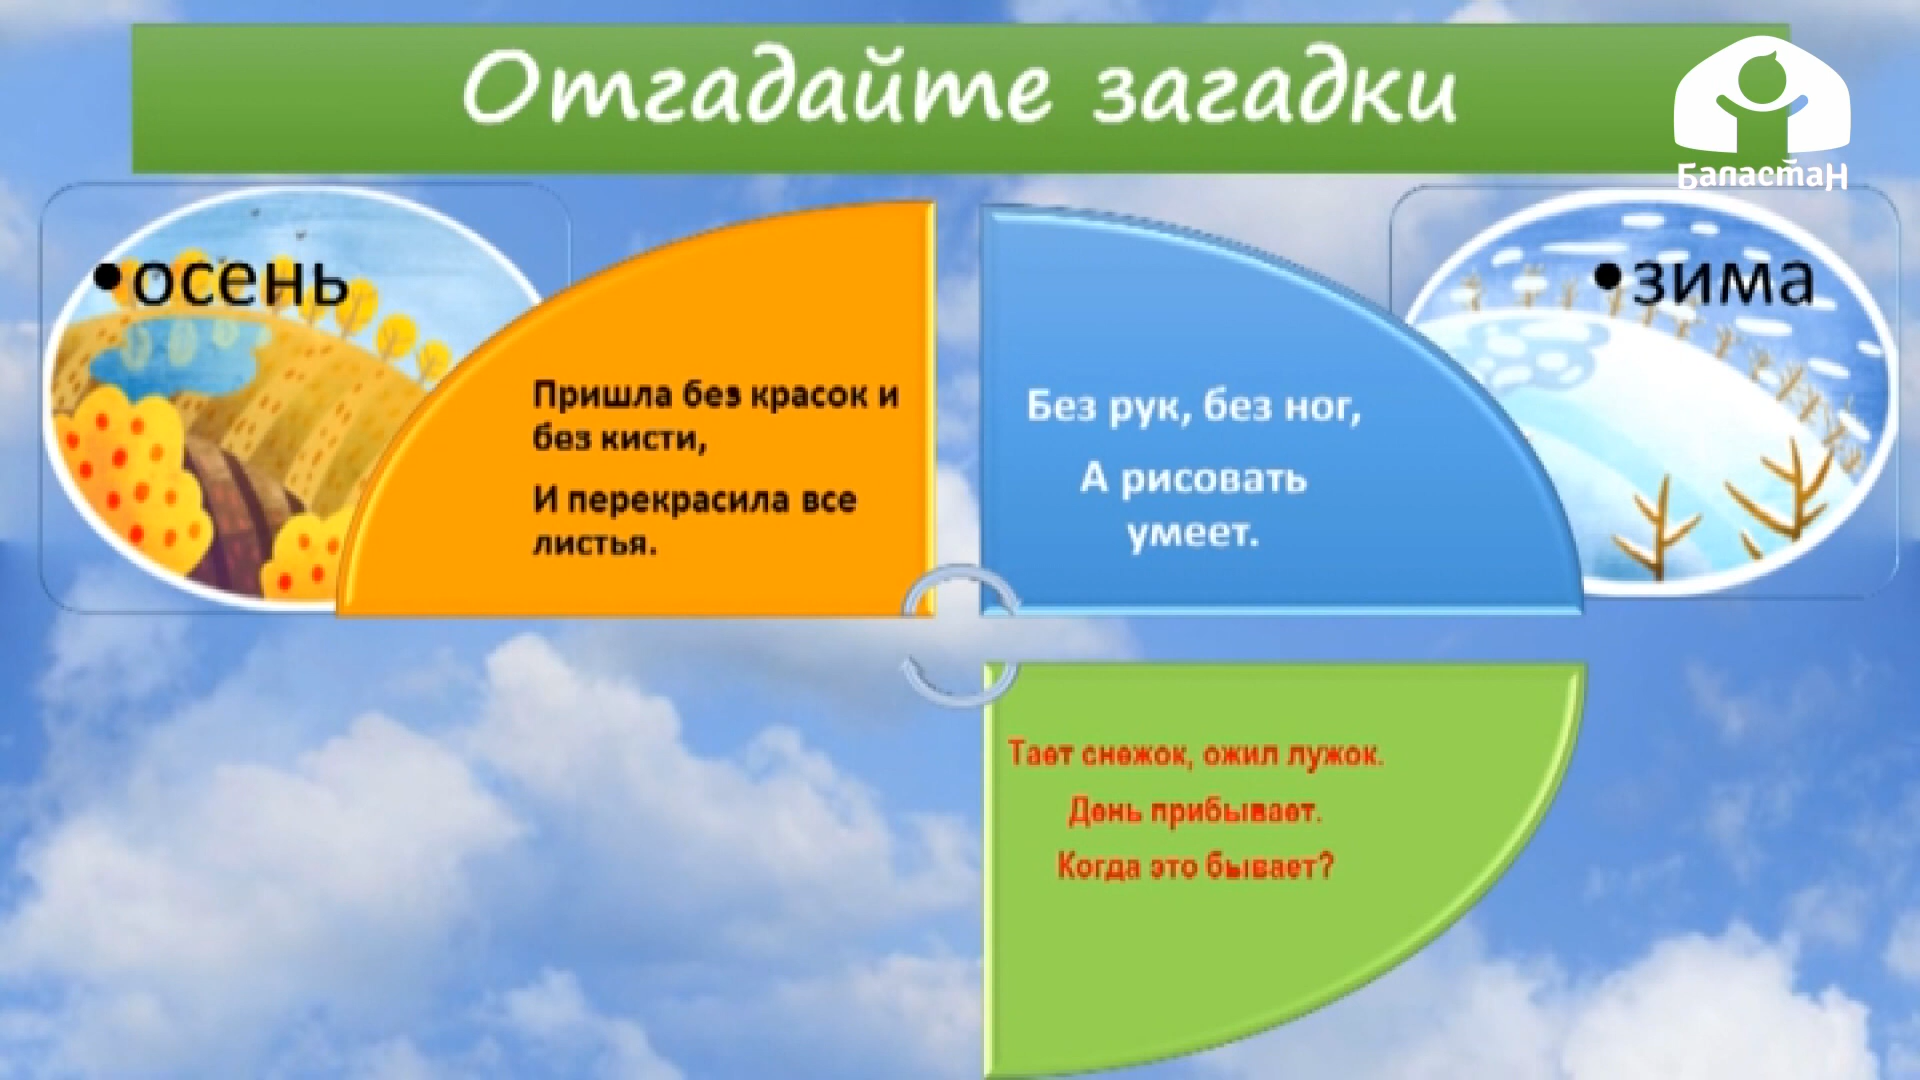 Отгадайте загадки
Баластан
•осень
•зима
Пришла без красок и
без кисти,
И перекрасила все
листья.
Без рук, без ног,
А рисовать
умеет.
Тает снежок, ожил лужок.
День прибывает.
Когда это бывает?